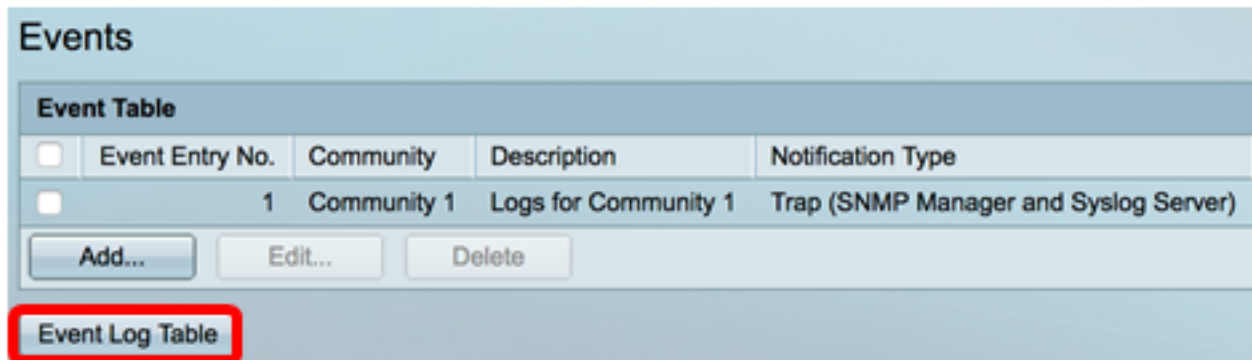 Events
Event Table
Event Entry No. Community Description Notification Type
1 Community 1 Logs for Community 1 Trap (SNMP Manager and Syslog Server)
Add... Edit... Delete
Event Log Table